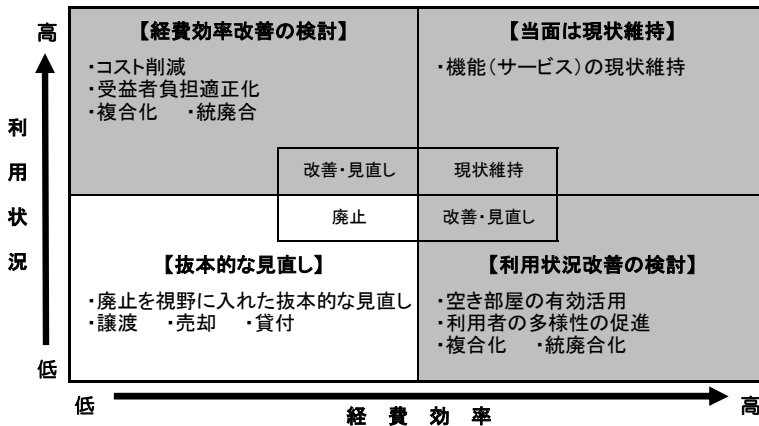 高
【経費効率改善の検討】
・コスト削減
・受益者負担適正化
・複合化　・統廃合
【当面は現状維持】
・機能(サービス)の現状維持
利用状況
改善・見直し
現状維持
廃止
改善・見直し
【抜本的な見直し】
・廃止を視野に入れた抜本的な見直し
・譲渡　・売却　・貸付
【利用状況改善の検討】
・空き部屋の有効活用
・利用者の多様性の促進
・複合化　・統廃合化
低
低
経費効率
高